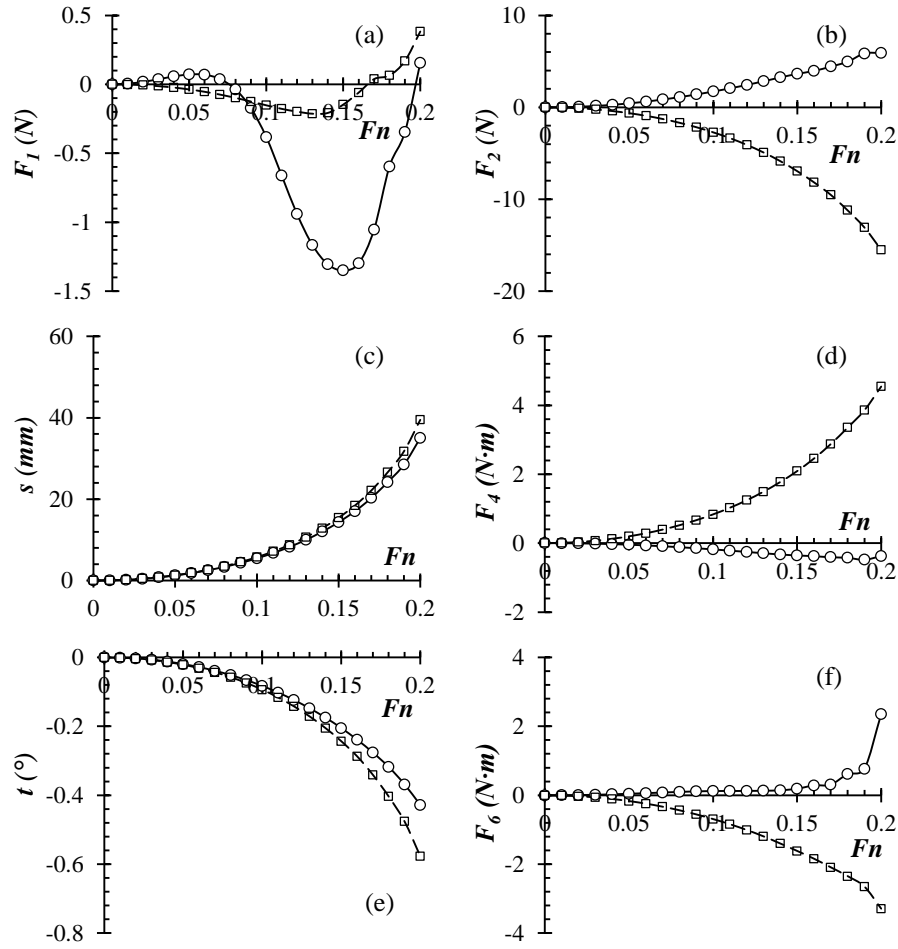 0.5
(a)
0
0 0.05 0.1 0.15 0.2
Fn
-0.5
-1
-1.5
F1 (N)
10
(b)
0
0 0.05 0.1 0.15 0.2
Fn
-10
-20
F2 (N)
60
(c)
40
20
0
Fn
0 0.05 0.1 0.15 0.2
s (mm)
6
(d)
4
2
Fn
0
0 0.05 0.1 0.15 0.2
-2
F4 (N·m)
0
0 0.05 0.1 0.15 0.2
Fn
-0.2
-0.4
-0.6
(e)
-0.8
t (°)
4
(f)
2
0
0 0.05 0.1 0.15 0.2
Fn
-2
-4
F6 (N·m)